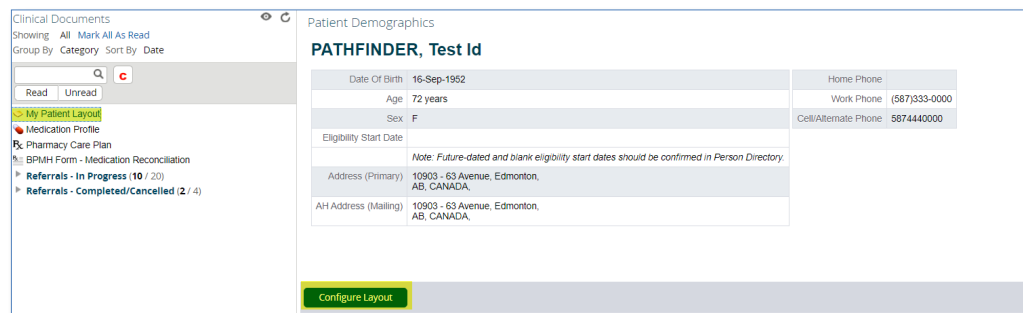 Clinical Documents
Showing All Mark All As Read
Group By Category Sort By Date
C
Read Unread
My Patient Layout
Medication Profile
Pharmacy Care Plan
BPMH Form - Medication Reconciliation
Referrals - In Progress (10 / 20)
Referrals - Completed/Cancelled (2 / 4)
Patient Demographics
PATHFINDER, Test Id
Date Of Birth 16-Sep-1952
Age 72 years
Sex F
Eligibility Start Date
Note: Future-dated and blank eligibility start dates should be confirmed in Person Directory.
Address (Primary) 10903 - 63 Avenue, Edmonton,
AB, CANADA,
AH Address (Mailing) 10903 - 63 Avenue, Edmonton,
AB, CANADA,
Home Phone
Work Phone (587)333-0000
Cell/Alternate Phone 5874440000
Configure Layout